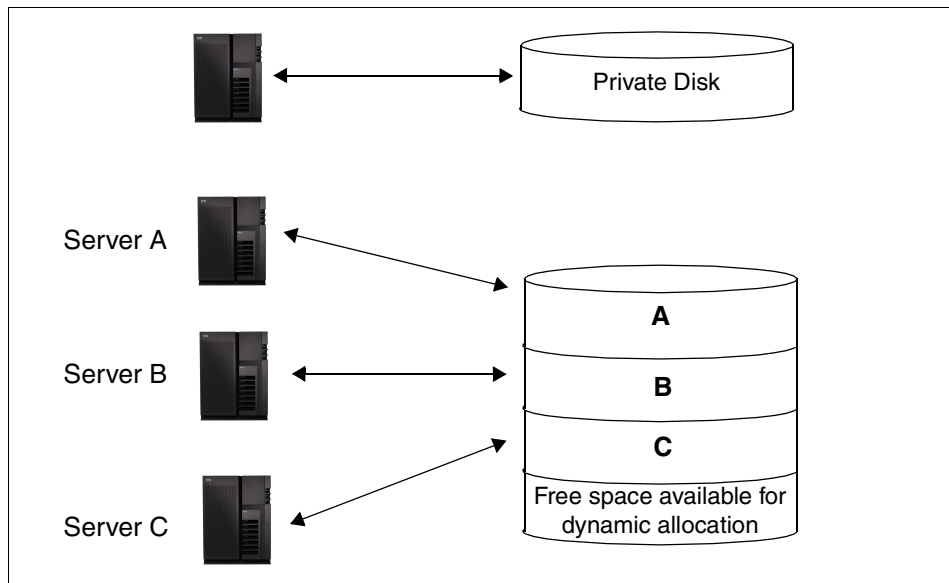 Private Disk
Server A
A
Server B
B
C
Free space available for
dynamic allocation
Server C